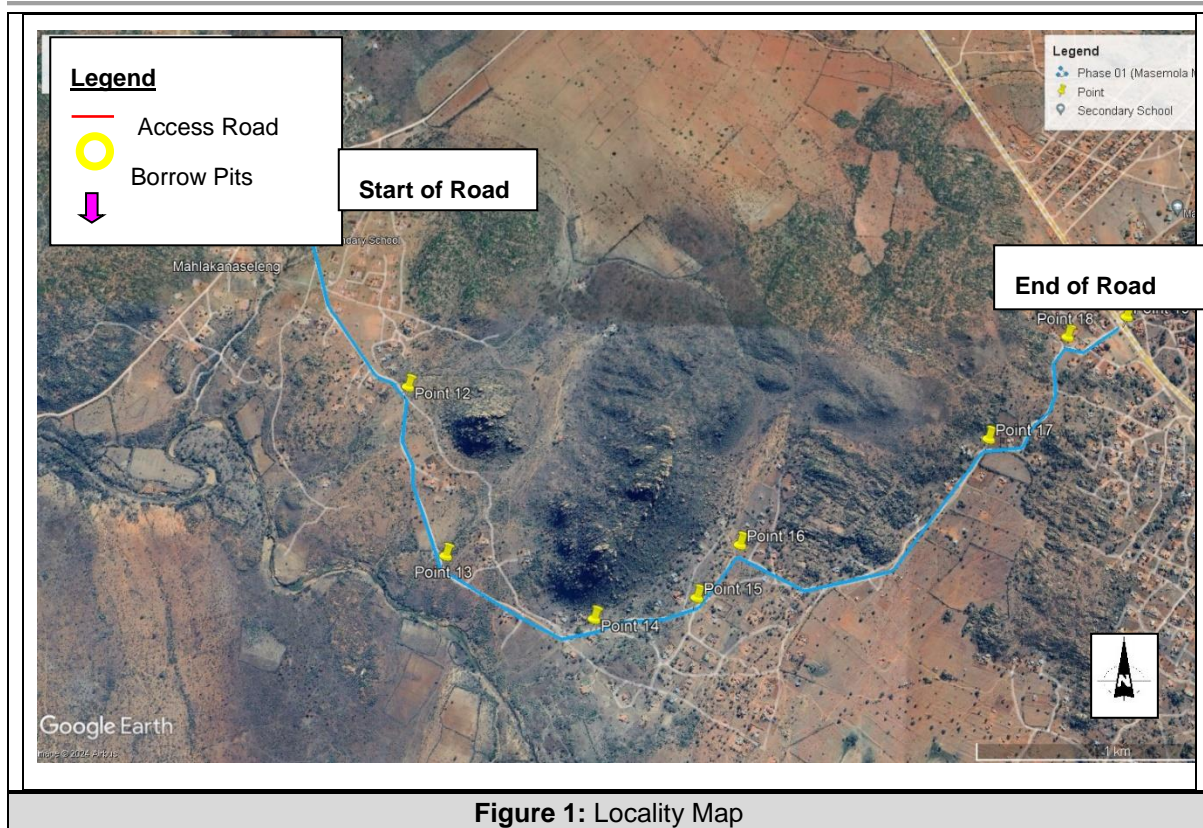 Legend
Access Road
Borrow Pits
Start of Road
Legend
Phase 01 (Masemola
Point
Secondary School
End of Road
School
Mahlakanaseleng
Point 12
Point 13
Point 14
Point 15
Point 16
Point 17
Point 18
N
Google Earth
1 km
Figure 1: Locality Map